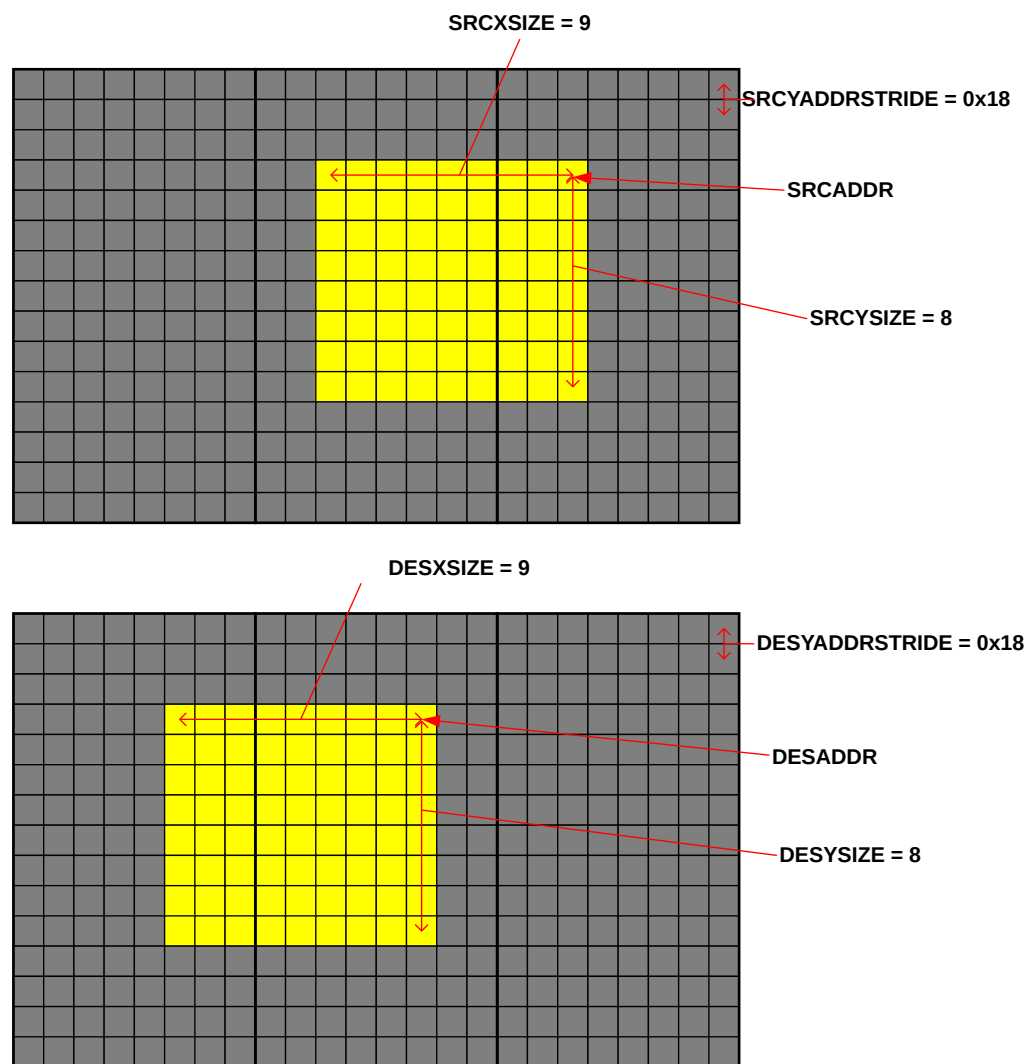 SRCXSIZE = 9
SRCYADDRSTRIDE = 0x18
SRCADDR
SRCYSIZE = 8
DESXSIZE = 9
DESYADDRSTRIDE = 0x18
DESADDR
DESYSIZE = 8